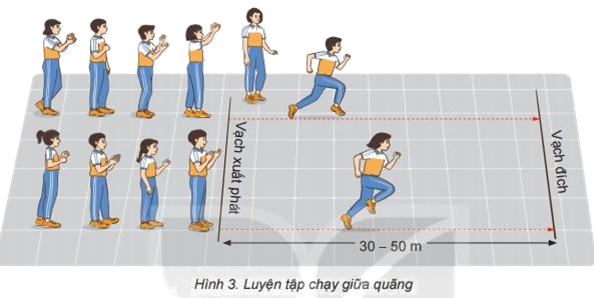 Vạch xuất phát
Vạch đích
30 – 50 m
Hình 3. Luyện tập chạy giữa quãng